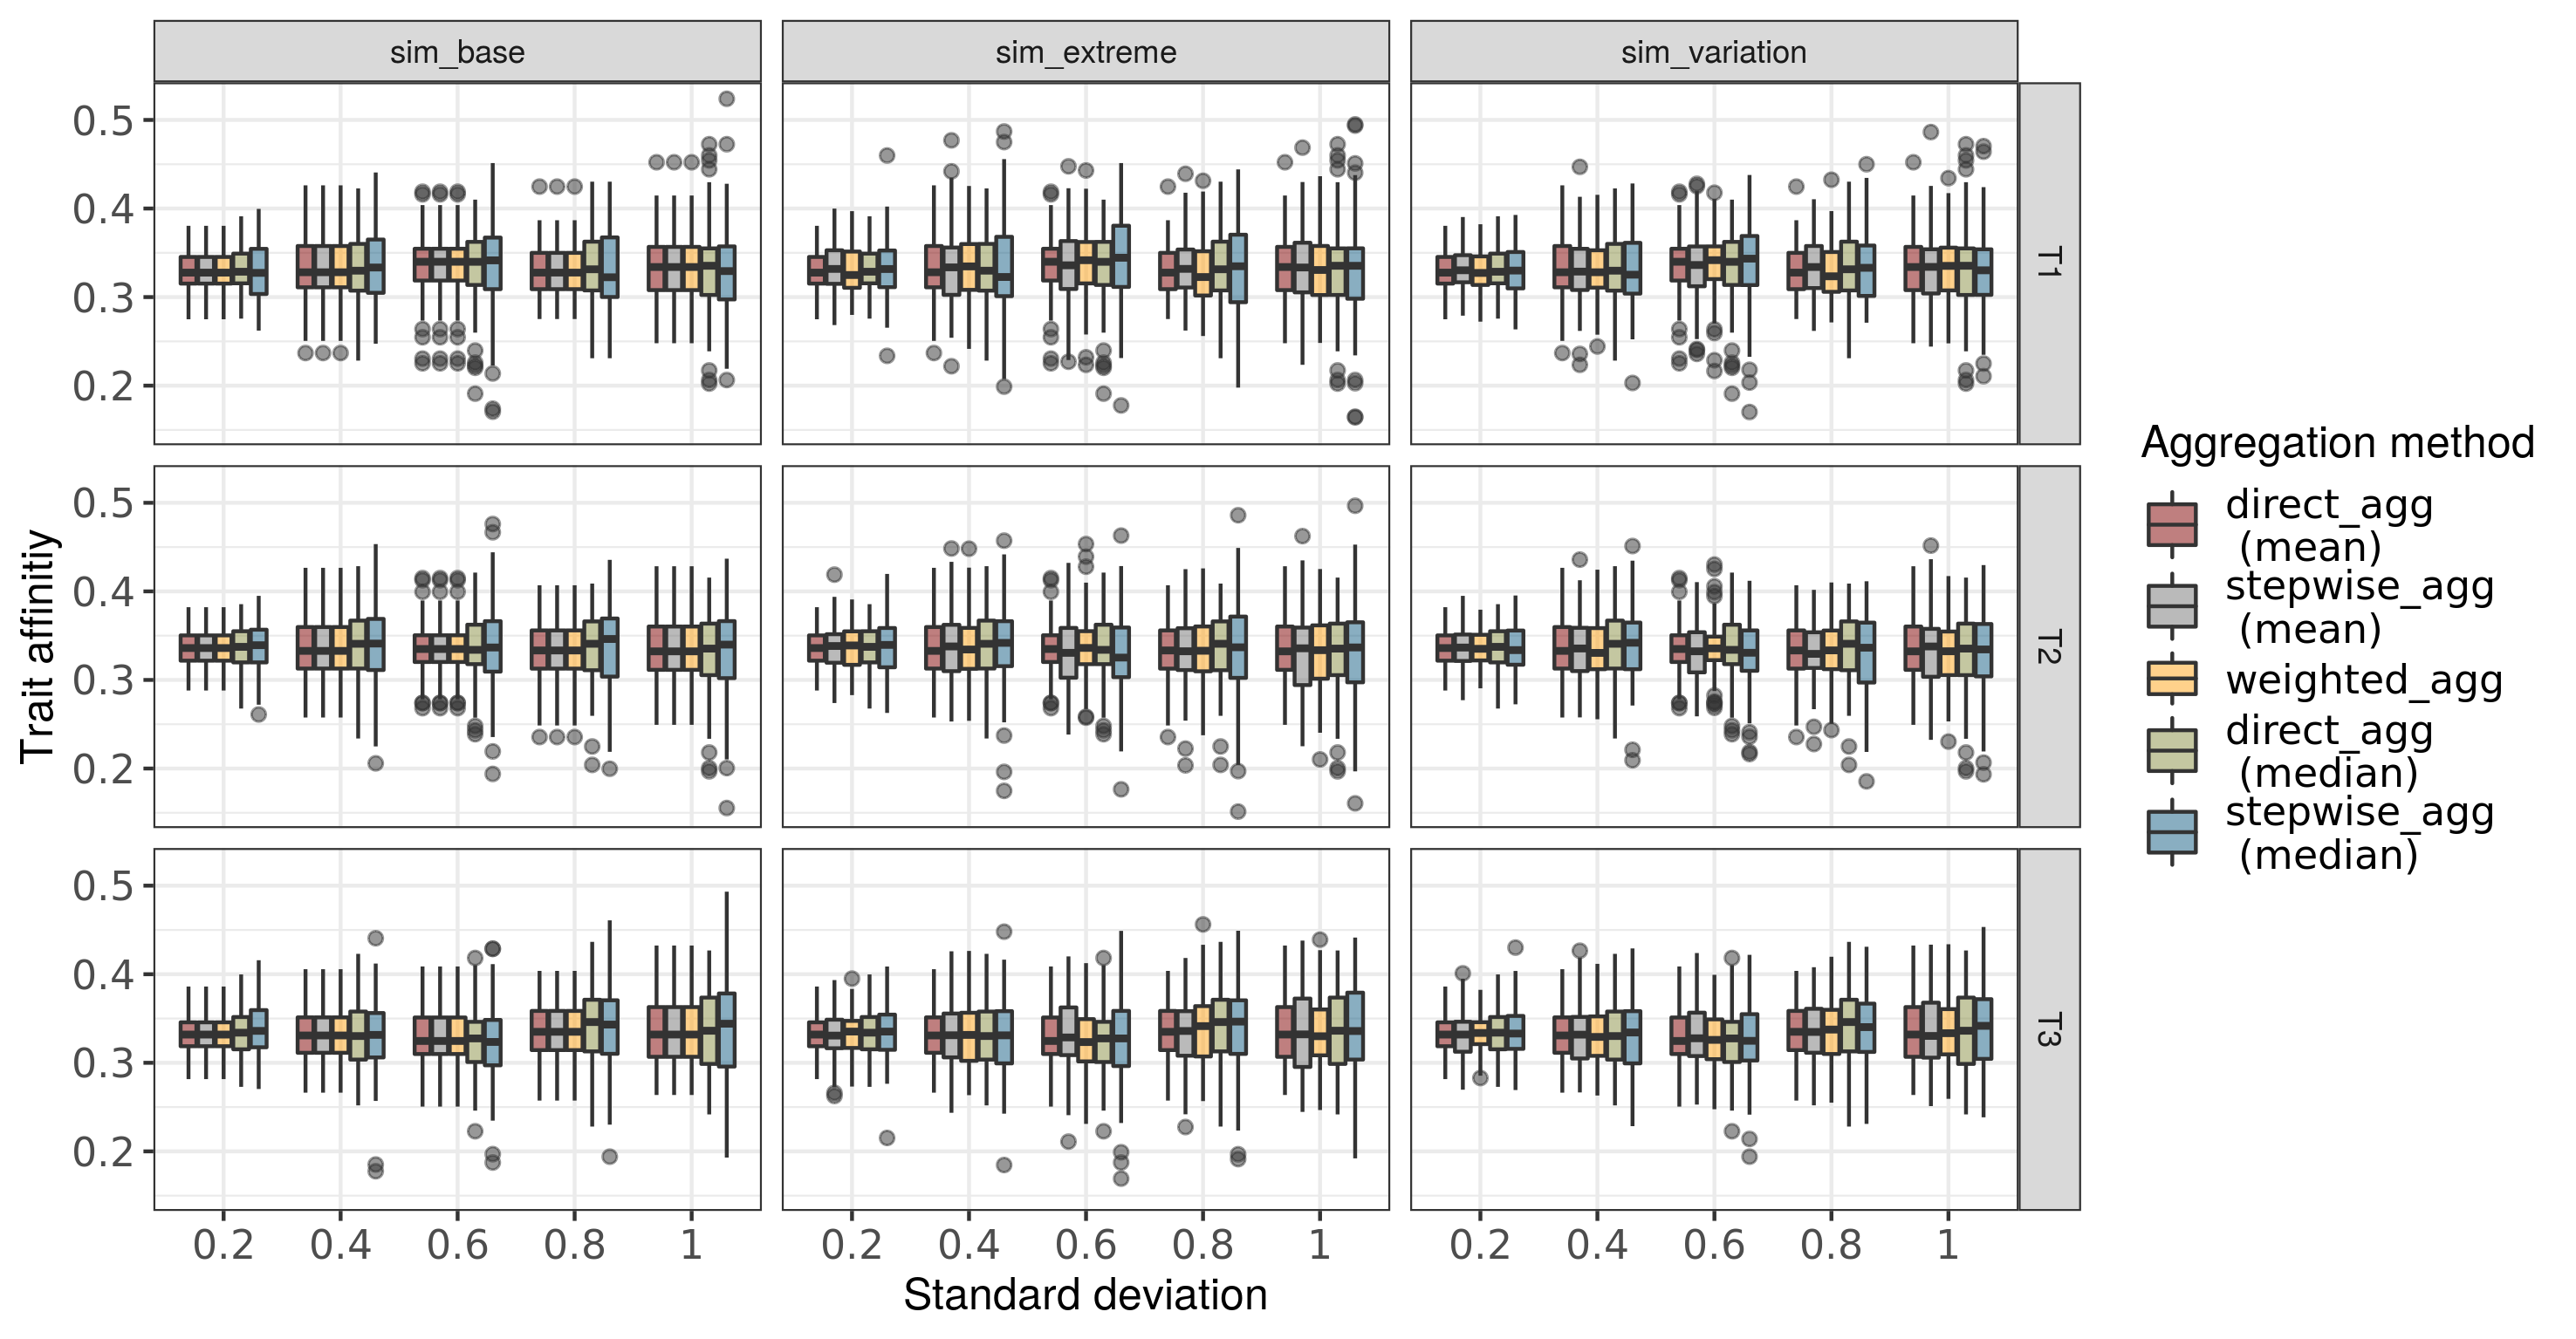 sim_base
sim_extreme
sim_variation
0.5
0.4
0.3
0.2
T1
0.5
0.4
0.3
0.2
T2
0.5
0.4
0.3
0.2
T3
0.2 0.4 0.6 0.8 1
0.2 0.4 0.6 0.8 1
0.2 0.4 0.6 0.8 1
Trait affinitiy
Standard deviation
Aggregation method
direct_agg
(mean)
stepwise_agg
(mean)
weighted_agg
direct_agg
(median)
stepwise_agg
(median)